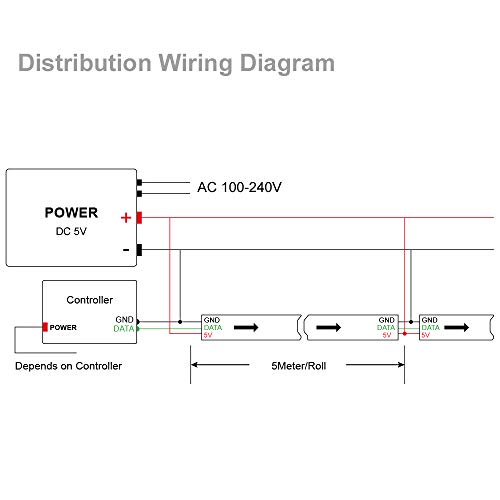 Distribution Wiring Diagram
AC 100-240V
POWER
+
DC 5V
-
Controller
GND
POWER
DATA
GND
DATA
5V
GND
DATA
5V
GND
DATA
5V
Depends on Controller
5Meter/Roll